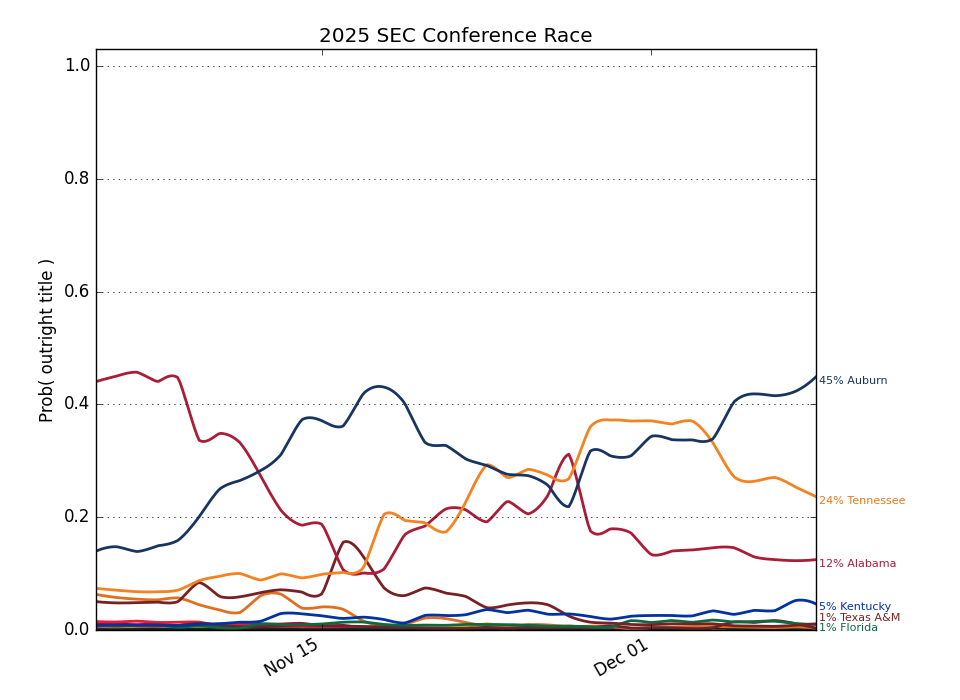 2025 SEC Conference Race
Prob( outright title )
1.0
0.8
0.6
0.4
0.2
0.0
Nov 15
Dec 01
45% Auburn
24% Tennessee
12% Alabama
5% Kentucky
1% Texas A&M
1% Florida